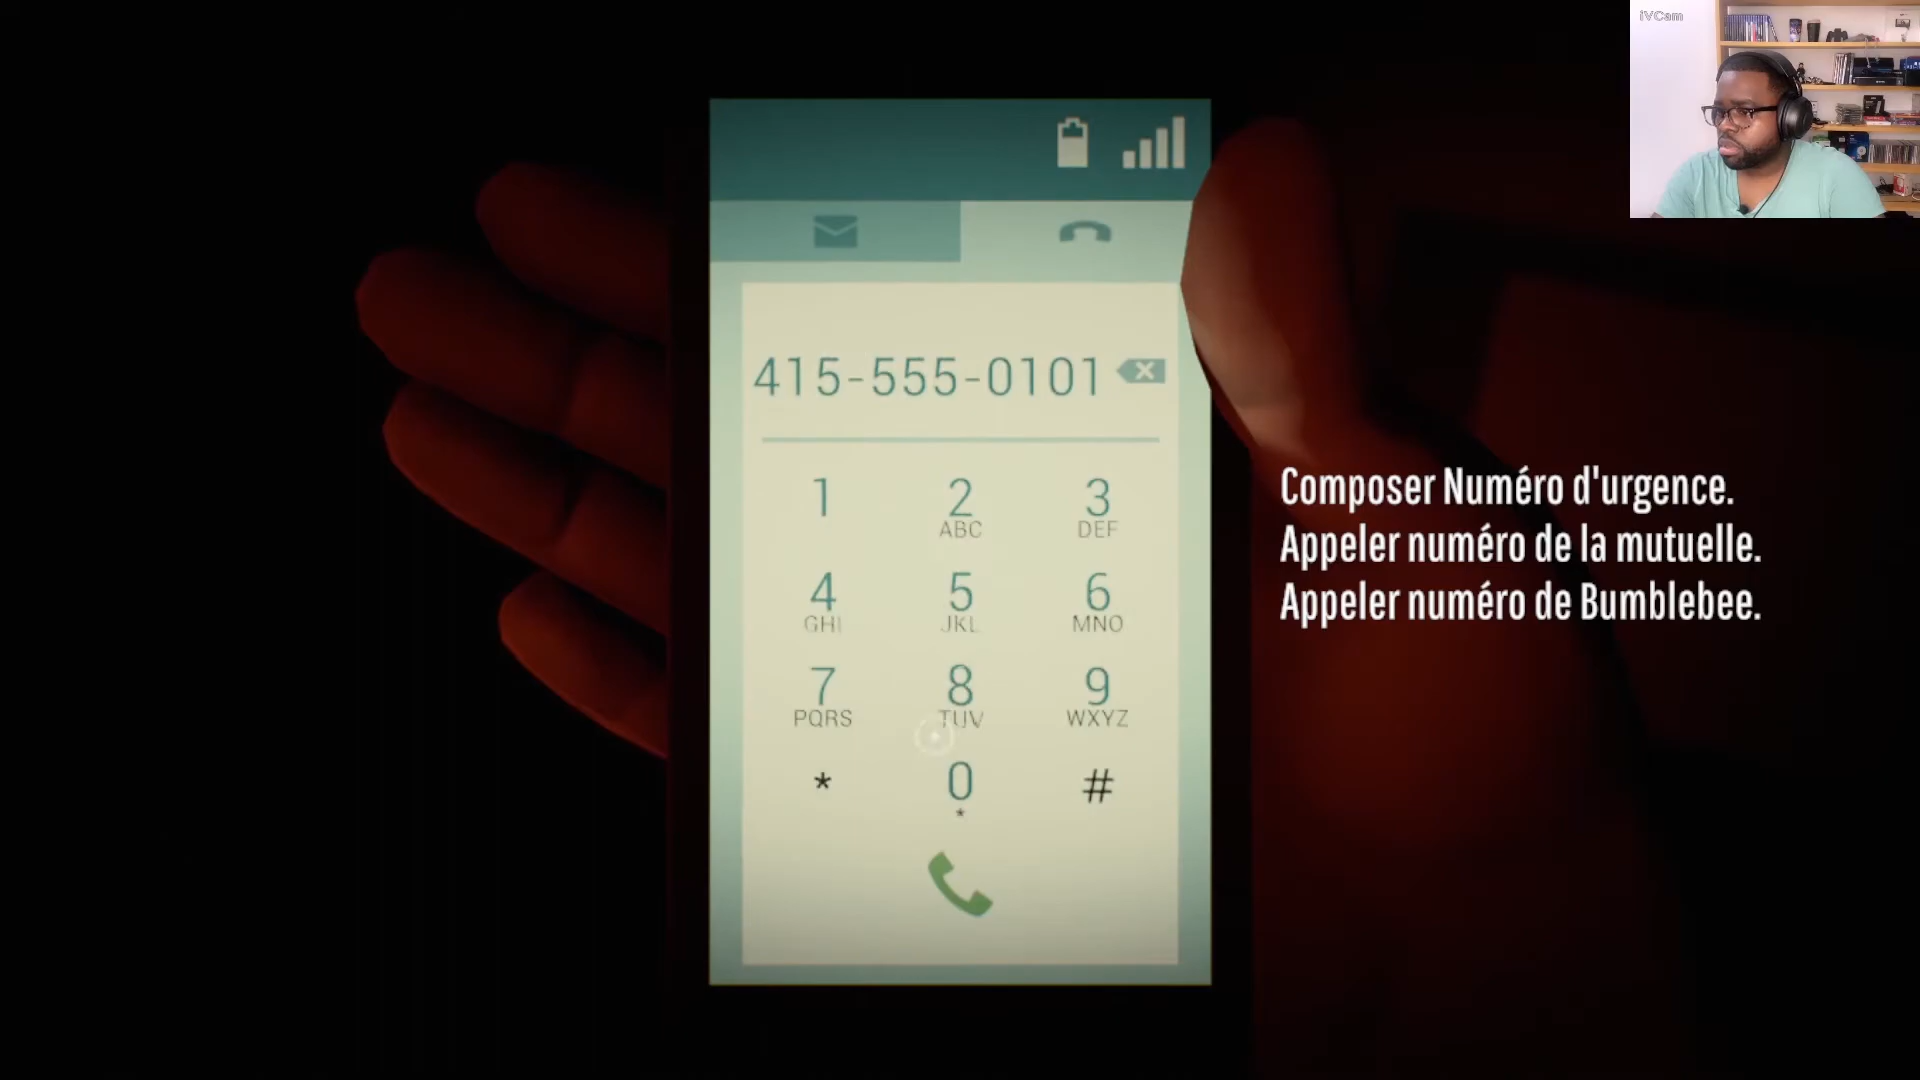 iVCam
415-555-0101
1 2 3
ABC DEF
4 5 6
GHI JKL MNO
7 8 9
PQRS TUV WXYZ
* 0 #
*
Composer Numéro d'urgence.
Appeler numéro de la mutuelle.
Appeler numéro de Bumblebee.